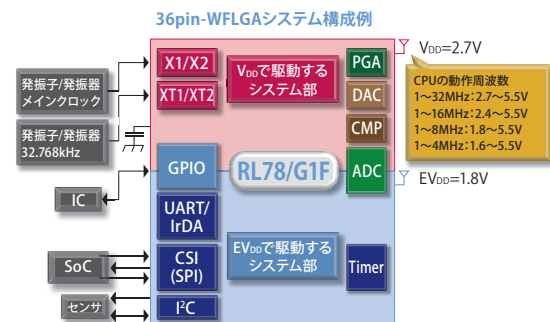 36pin-WFLGAシステム構成例
X1/X2
XT1/XT2
VDDで駆動する
システム部
PGA
DAC
CMP
ADC
VDD=2.7V
CPUの動作周波数
1～32MHz:2.7～5.5V
1～16MHz:2.4～5.5V
1～8MHz:1.8～5.5V
1～4MHz:1.6～5.5V
発振子/発振器
メインクロック
発振子/発振器
32.768kHz
GPIO
RL78/G1F
EVDD=1.8V
IC
UART/
IrDA
EVDDで駆動する
システム部
SoC
CSI
(SPI)
Timer
センサ
I²C